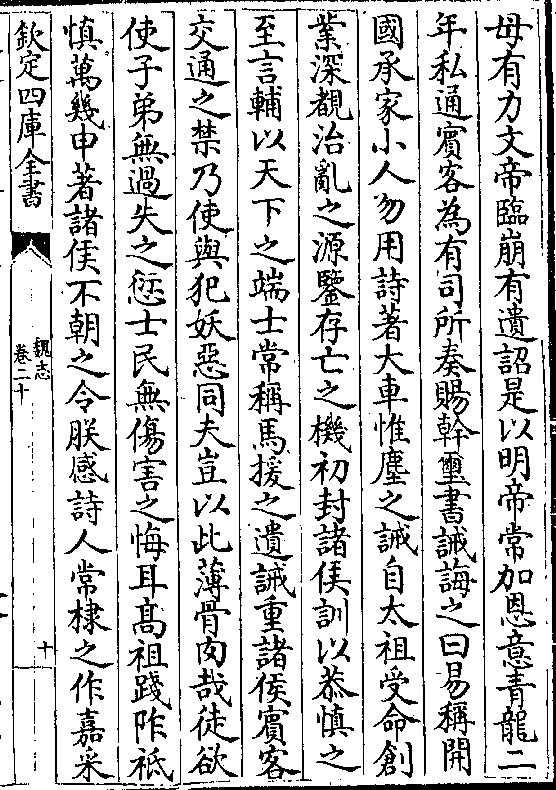 毋有力文帝臨崩有遺詔是以明帝常加恩意青龍二
年私通賓客為有司所奏賜幹璽書誡誨之曰易稱開
國承家小人勿用詩著大車惟塵之誡自太祖受命創
業深覩治亂之源鑒存亡之機初封諸侯訓以恭慎之
至言輔以天下之端士常稱馬援之遺誡重諸侯賓客
交通之禁乃使與犯妖惡同夫豈以此薄骨肉哉徒欲
使子弟無過失之愆士民無傷害之悔耳髙祖踐阼祗
慎萬幾申著諸侯不朝之令朕感詩人常棣之作嘉采
欽定四庫全書
魏志
卷二十
十